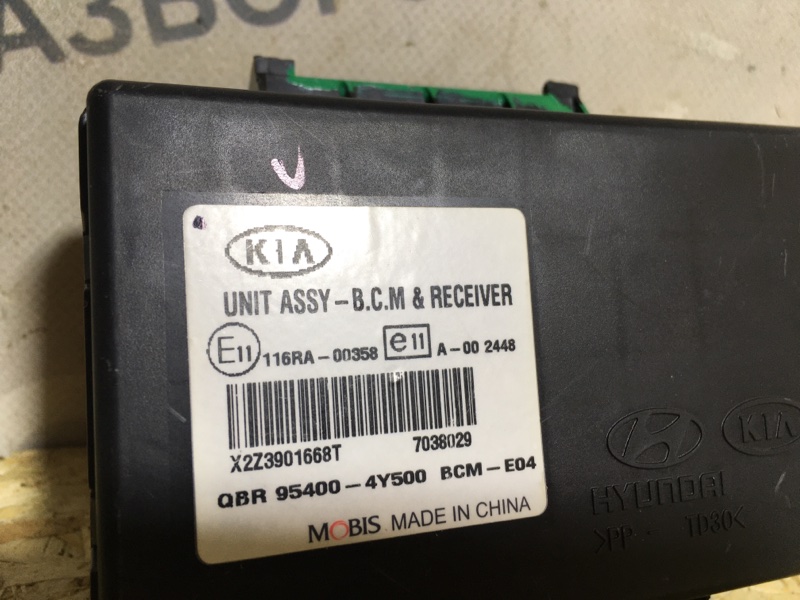 АЗБОРО
KIA
UNIT ASSY-B.C.M & RECEIVER
E11 116RA-00358 e11 A-00 2448
X2Z3901668T 7038029
QBR 95400-4Y500 BCM-E04
MOBIS MADE IN CHINA
KIA
HYUNDAI
>PP- TD30<